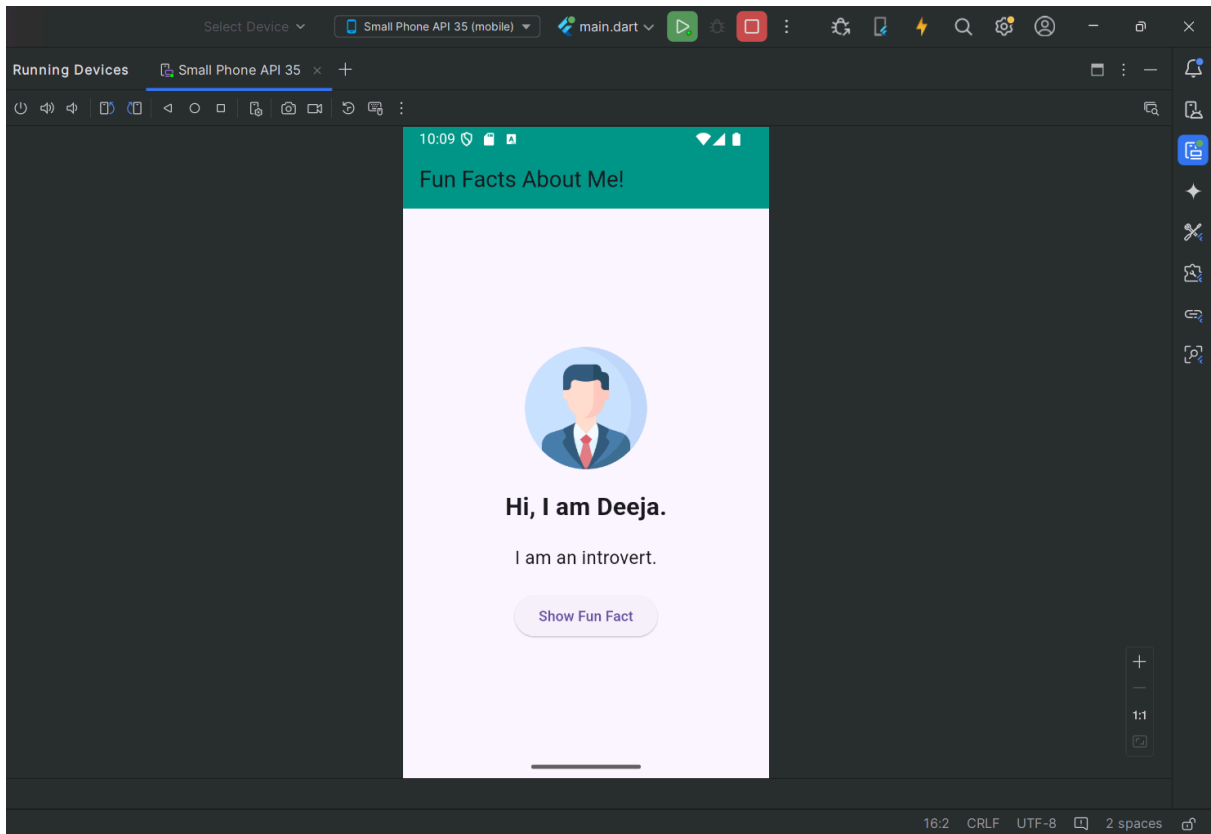 Select Device
Small Phone API 35 (mobile)
main.dart
Running Devices
Small Phone API 35
10:09
A
Fun Facts About Me!
Hi, I am Deeja.
I am an introvert.
Show Fun Fact
1:1
16:2 CRLF UTF-8 2 spaces